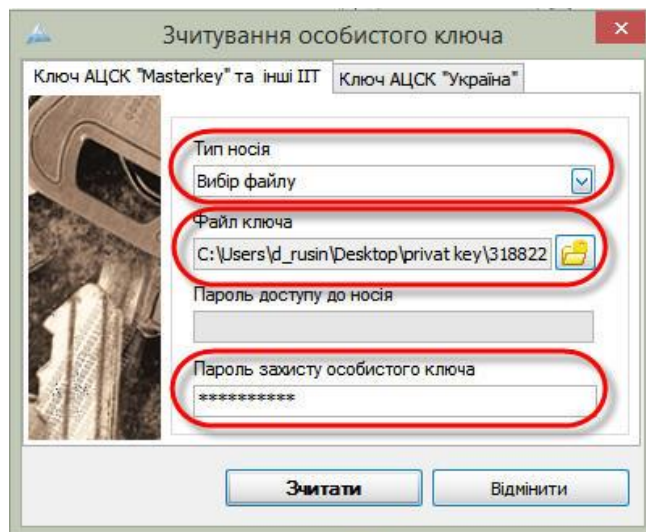 Зчитування особистого ключа
Ключ АЦСК "Masterkey" та інші ІІТ
Ключ АЦСК "Україна"
Тип носія
Вибір файлу
Файл ключа
C:\Users\d_rusin\Desktop\privat key\318822
Пароль доступу до носія
Пароль захисту особистого ключа
**********
Зчитати
Відмінити